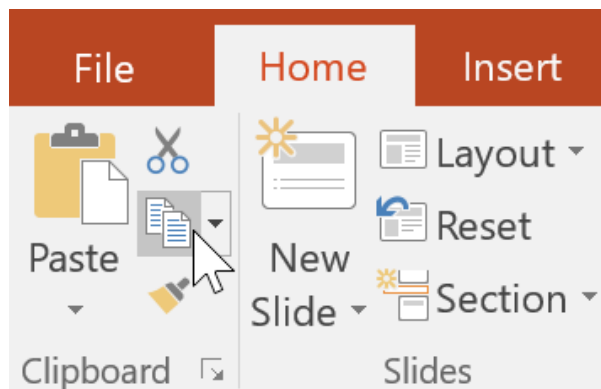 File Home Insert
Paste
New
Slide
Layout
Reset
Section
Clipboard
Slides